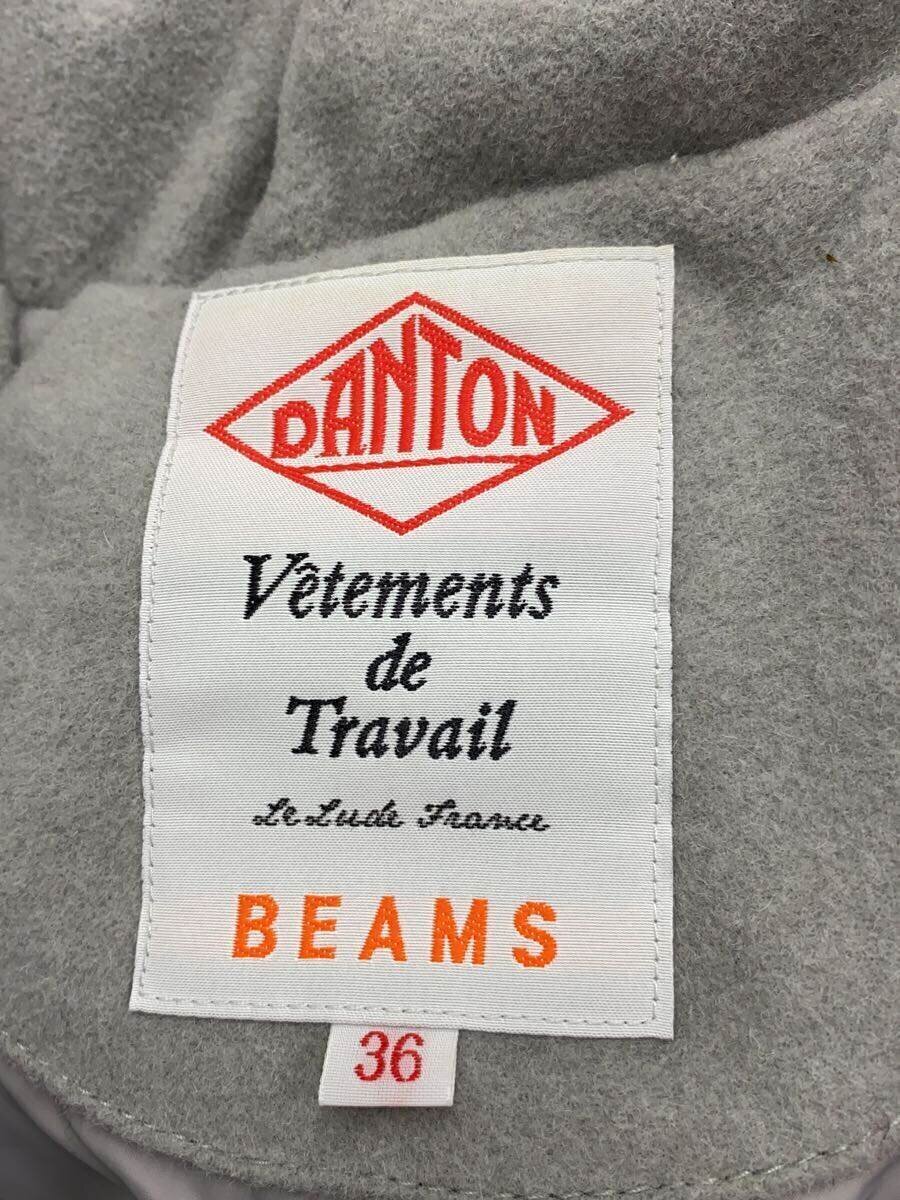 DANTON
Vêtements
de
Travail
Le Lude France
BEAMS
36